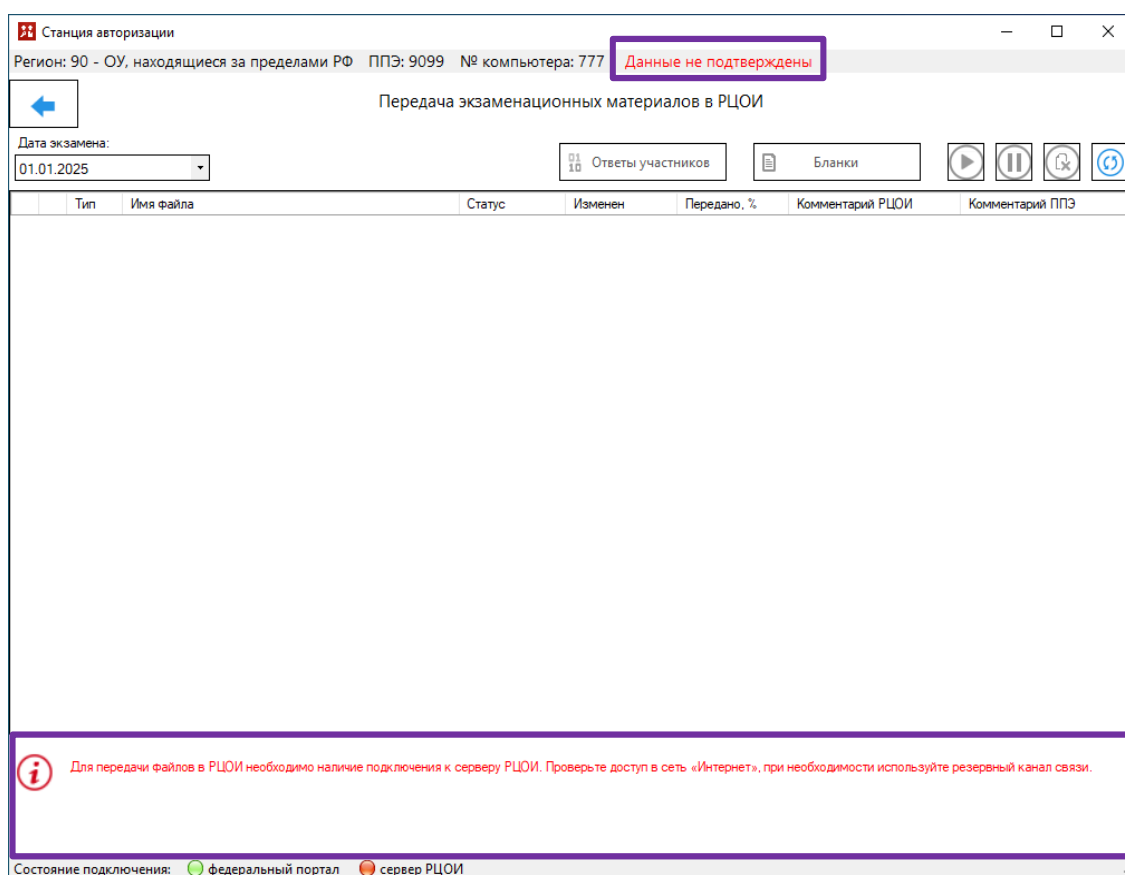 Станция авторизации
Регион: 90 - ОУ, находящиеся за пределами РФ ППЭ: 9099 № компьютера: 777 Данные не подтверждены
Передача экзаменационных материалов в РЦОИ
Дата экзамена:
01.01.2025 Ответы участников Бланки
Тип Имя файла Статус Изменен Передано, % Комментарий РЦОИ Комментарий ППЭ
Для передачи файлов в РЦОИ необходимо наличие подключения к серверу РЦОИ. Проверьте доступ в сеть «Интернет», при необходимости используйте резервный канал связи.
Состояние подключения: федеральный портал сервер РЦОИ